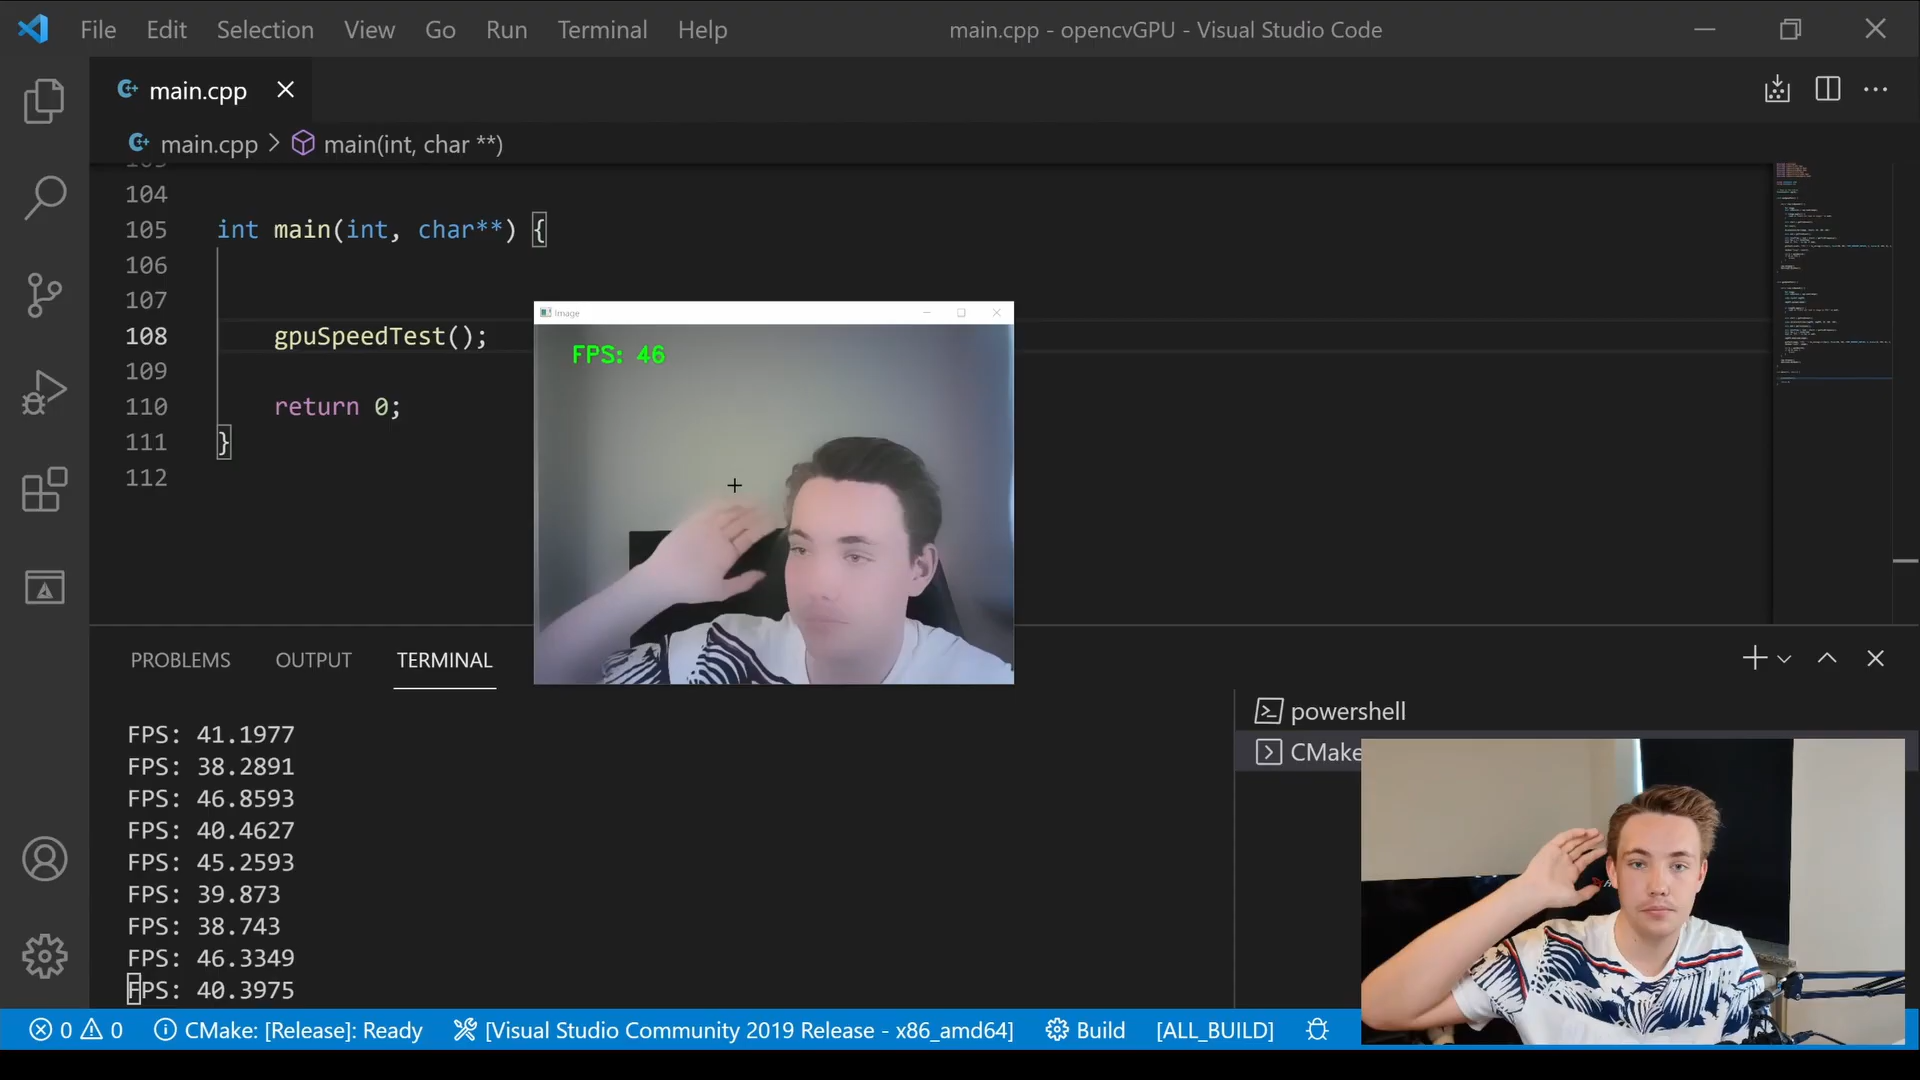 File Edit Selection View Go Run Terminal Help
main.cpp - opencvGPU - Visual Studio Code
main.cpp
main.cpp > main(int, char **)
104
105 int main(int, char**) {
106
107
108 gpuSpeedTest();
109
110 return 0;
111 }
112
Image
FPS: 46
PROBLEMS OUTPUT TERMINAL
FPS: 41.1977
FPS: 38.2891
FPS: 46.8593
FPS: 40.4627
FPS: 45.2593
FPS: 39.873
FPS: 38.743
FPS: 46.3349
FPS: 40.3975
powershell
CMake
0 0 CMake: [Release]: Ready [Visual Studio Community 2019 Release - x86_amd64] Build [ALL_BUILD]